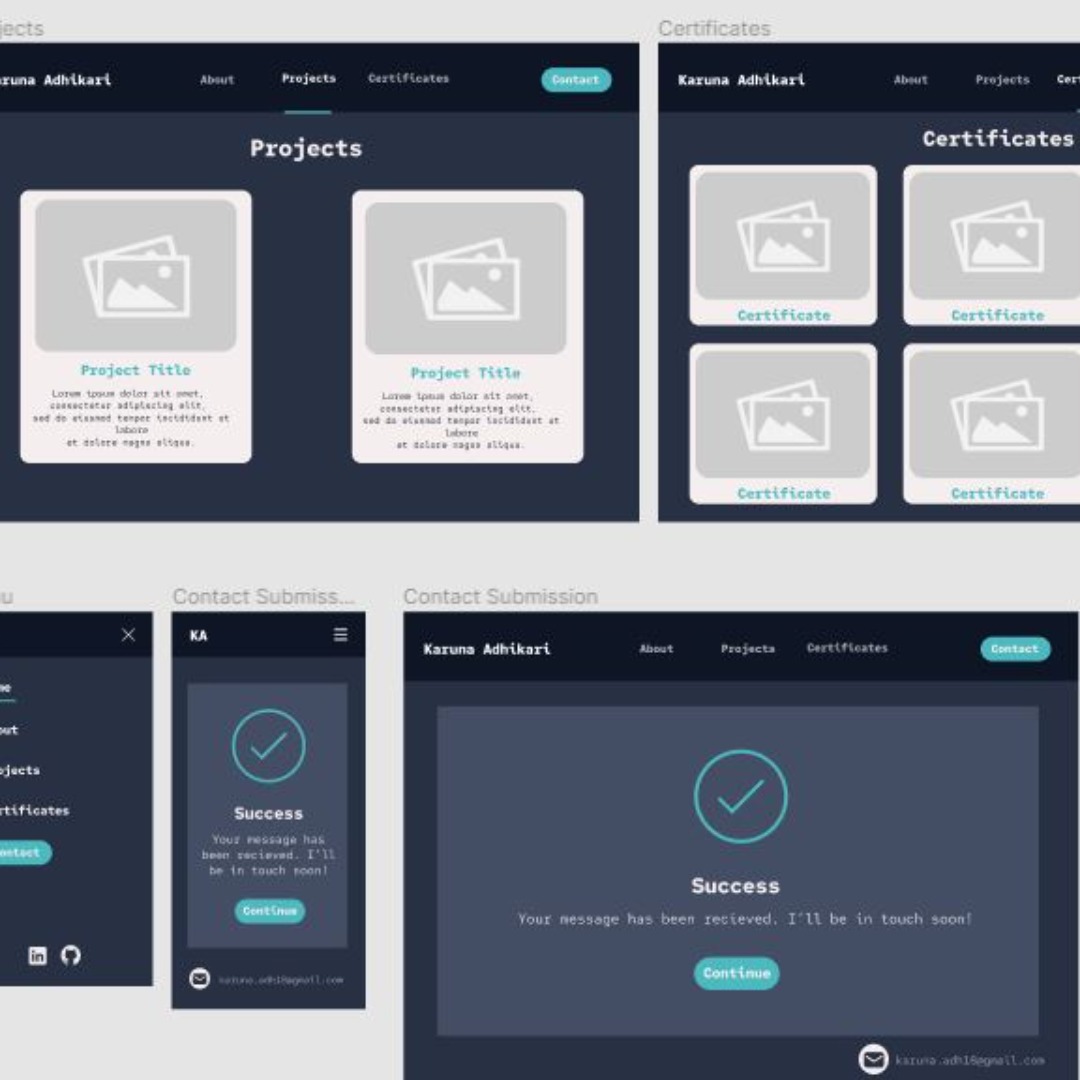 jects
aruna Adhikari
About
Projects
Certificates
Contact
Projects
Project Title
Lorem ipsum dolor sit amet,
consectetur adipiscing elit,
sed do eiusmod tempor incididunt ut
labore
et dolore magna aliqua.
Project Title
Lorem ipsum dolor sit amet,
consectetur adipiscing elit,
sed do eiusmod tempor incididunt ut
labore
et dolore magna aliqua.
Certificates
Karuna Adhikari
About
Projects
Cert
Certificates
Certificate
Certificate
Certificate
Certificate
u
me
out
ojects
rtificates
ontact
in
Contact Submiss...
KA
Success
Your message has
been recieved. I'll
be in touch soon!
Continue
karuna.adh16@gmail.com
Contact Submission
Karuna Adhikari
About
Projects
Certificates
Contact
Success
Your message has been recieved. I'll be in touch soon!
Continue
karuna.adh16@gmail.com